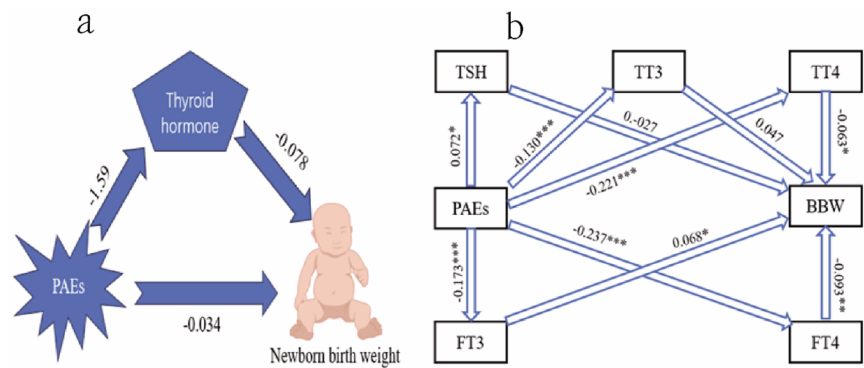 a
Thyroid
hormone
-1.59
-0.078
PAEs
-0.034
Newborn birth weight
b
TSH
TT3
TT4
0.072*
-0.130***
0.-027
0.047
-0.063*
-0.221***
PAEs
BBW
-0.173***
-0.237***
0.068*
-0.093**
FT3
FT4